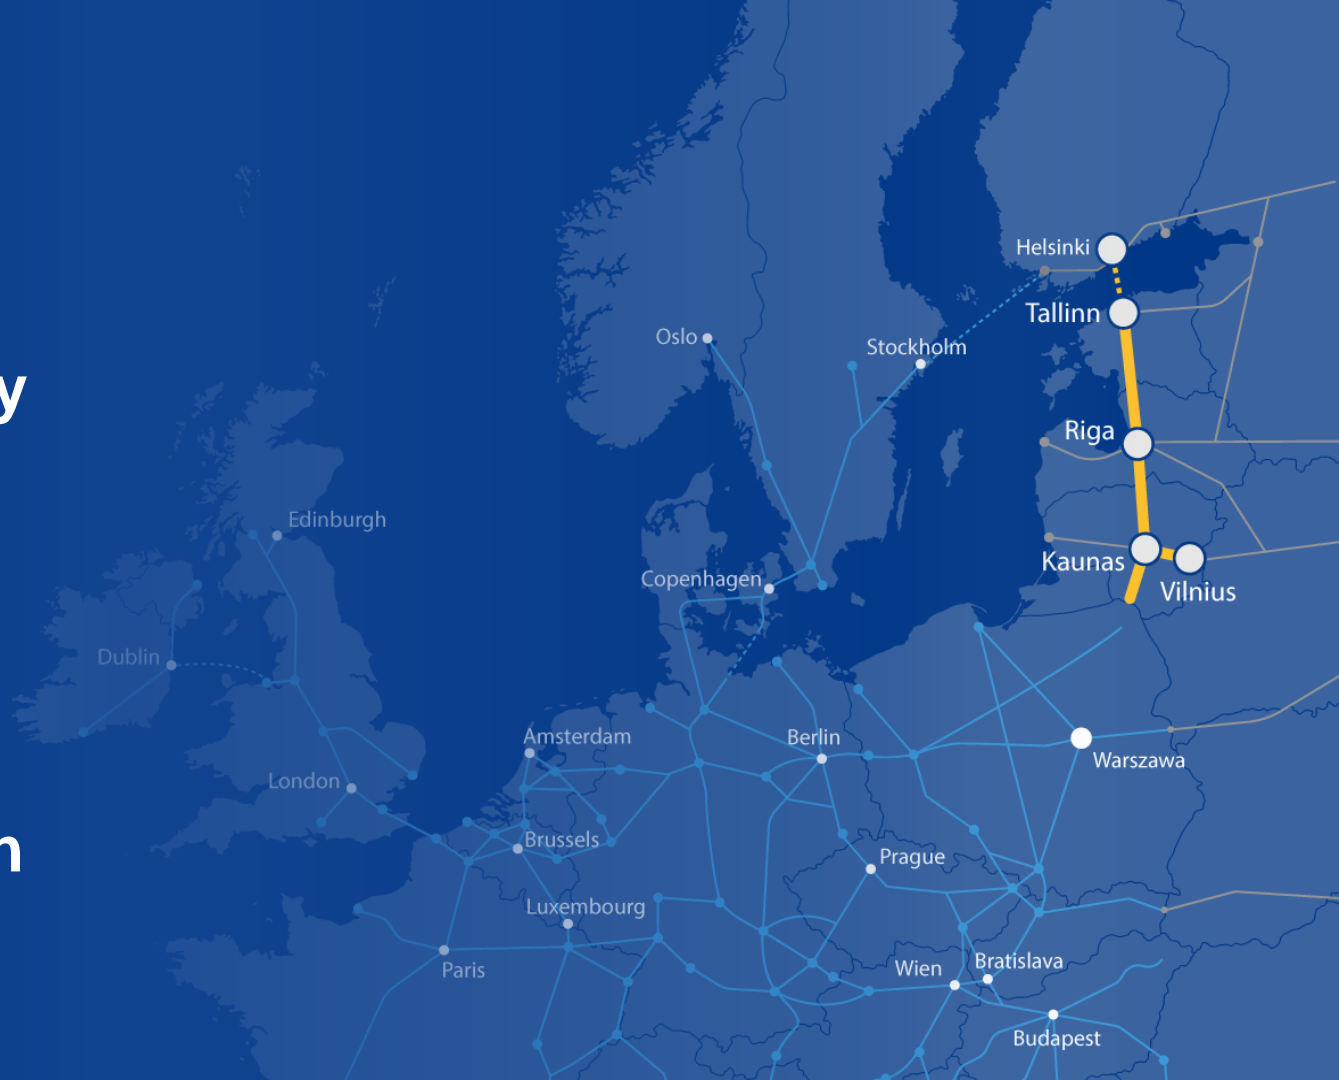 Helsinki
Tallinn
Oslo
Stockholm
y
Riga
Edinburgh
Kaunas
Copenhagen
Vilnius
Dublin
Amsterdam
Berlin
Warszawa
London
Brussels
n
Prague
Luxembourg
Paris
Wien
Bratislava
Budapest